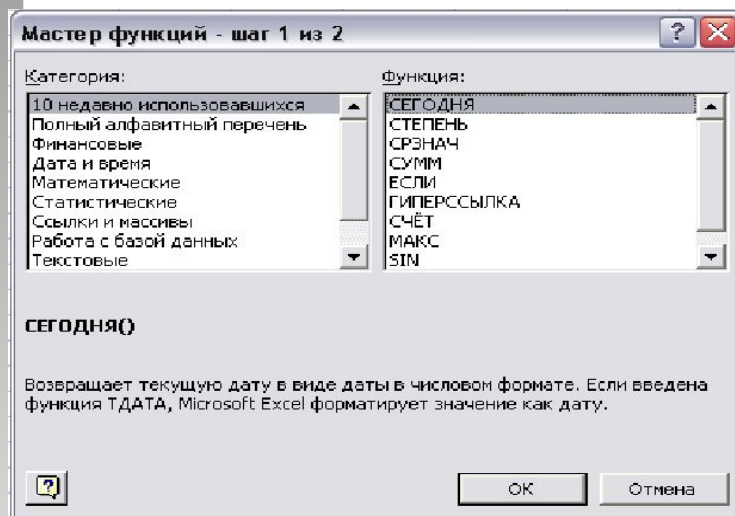 Мастер функций - шаг 1 из 2
Категория:
Функция:
10 недавно использовавшихся
Полный алфавитный перечень
Финансовые
Дата и время
Математические
Статистические
Ссылки и массивы
Работа с базой данных
Текстовые
СЕГОДНЯ
СТЕПЕНЬ
СРЗНАЧ
СУММ
ЕСЛИ
ГИПЕРССЫЛКА
СЧЁТ
МАКС
SIN
СЕГОДНЯ()
Возвращает текущую дату в виде даты в числовом формате. Если введена
функция ТДАТА, Microsoft Excel форматирует значение как дату.
ОК
Отмена